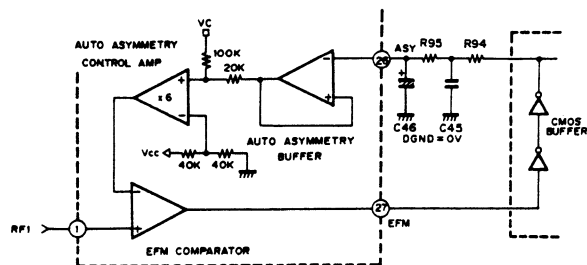 VC
AUTO ASYMMETRY
CONTROL AMP
100K
20K
+
×6
−
−
+
AUTO ASYMMETRY
BUFFER
Vcc
40K 40K
26
ASY
R95
R94
+
C46
C45
DGND=0V
CMOS
BUFFER
−
+
27
EFM
RF1
1
EFM COMPARATOR